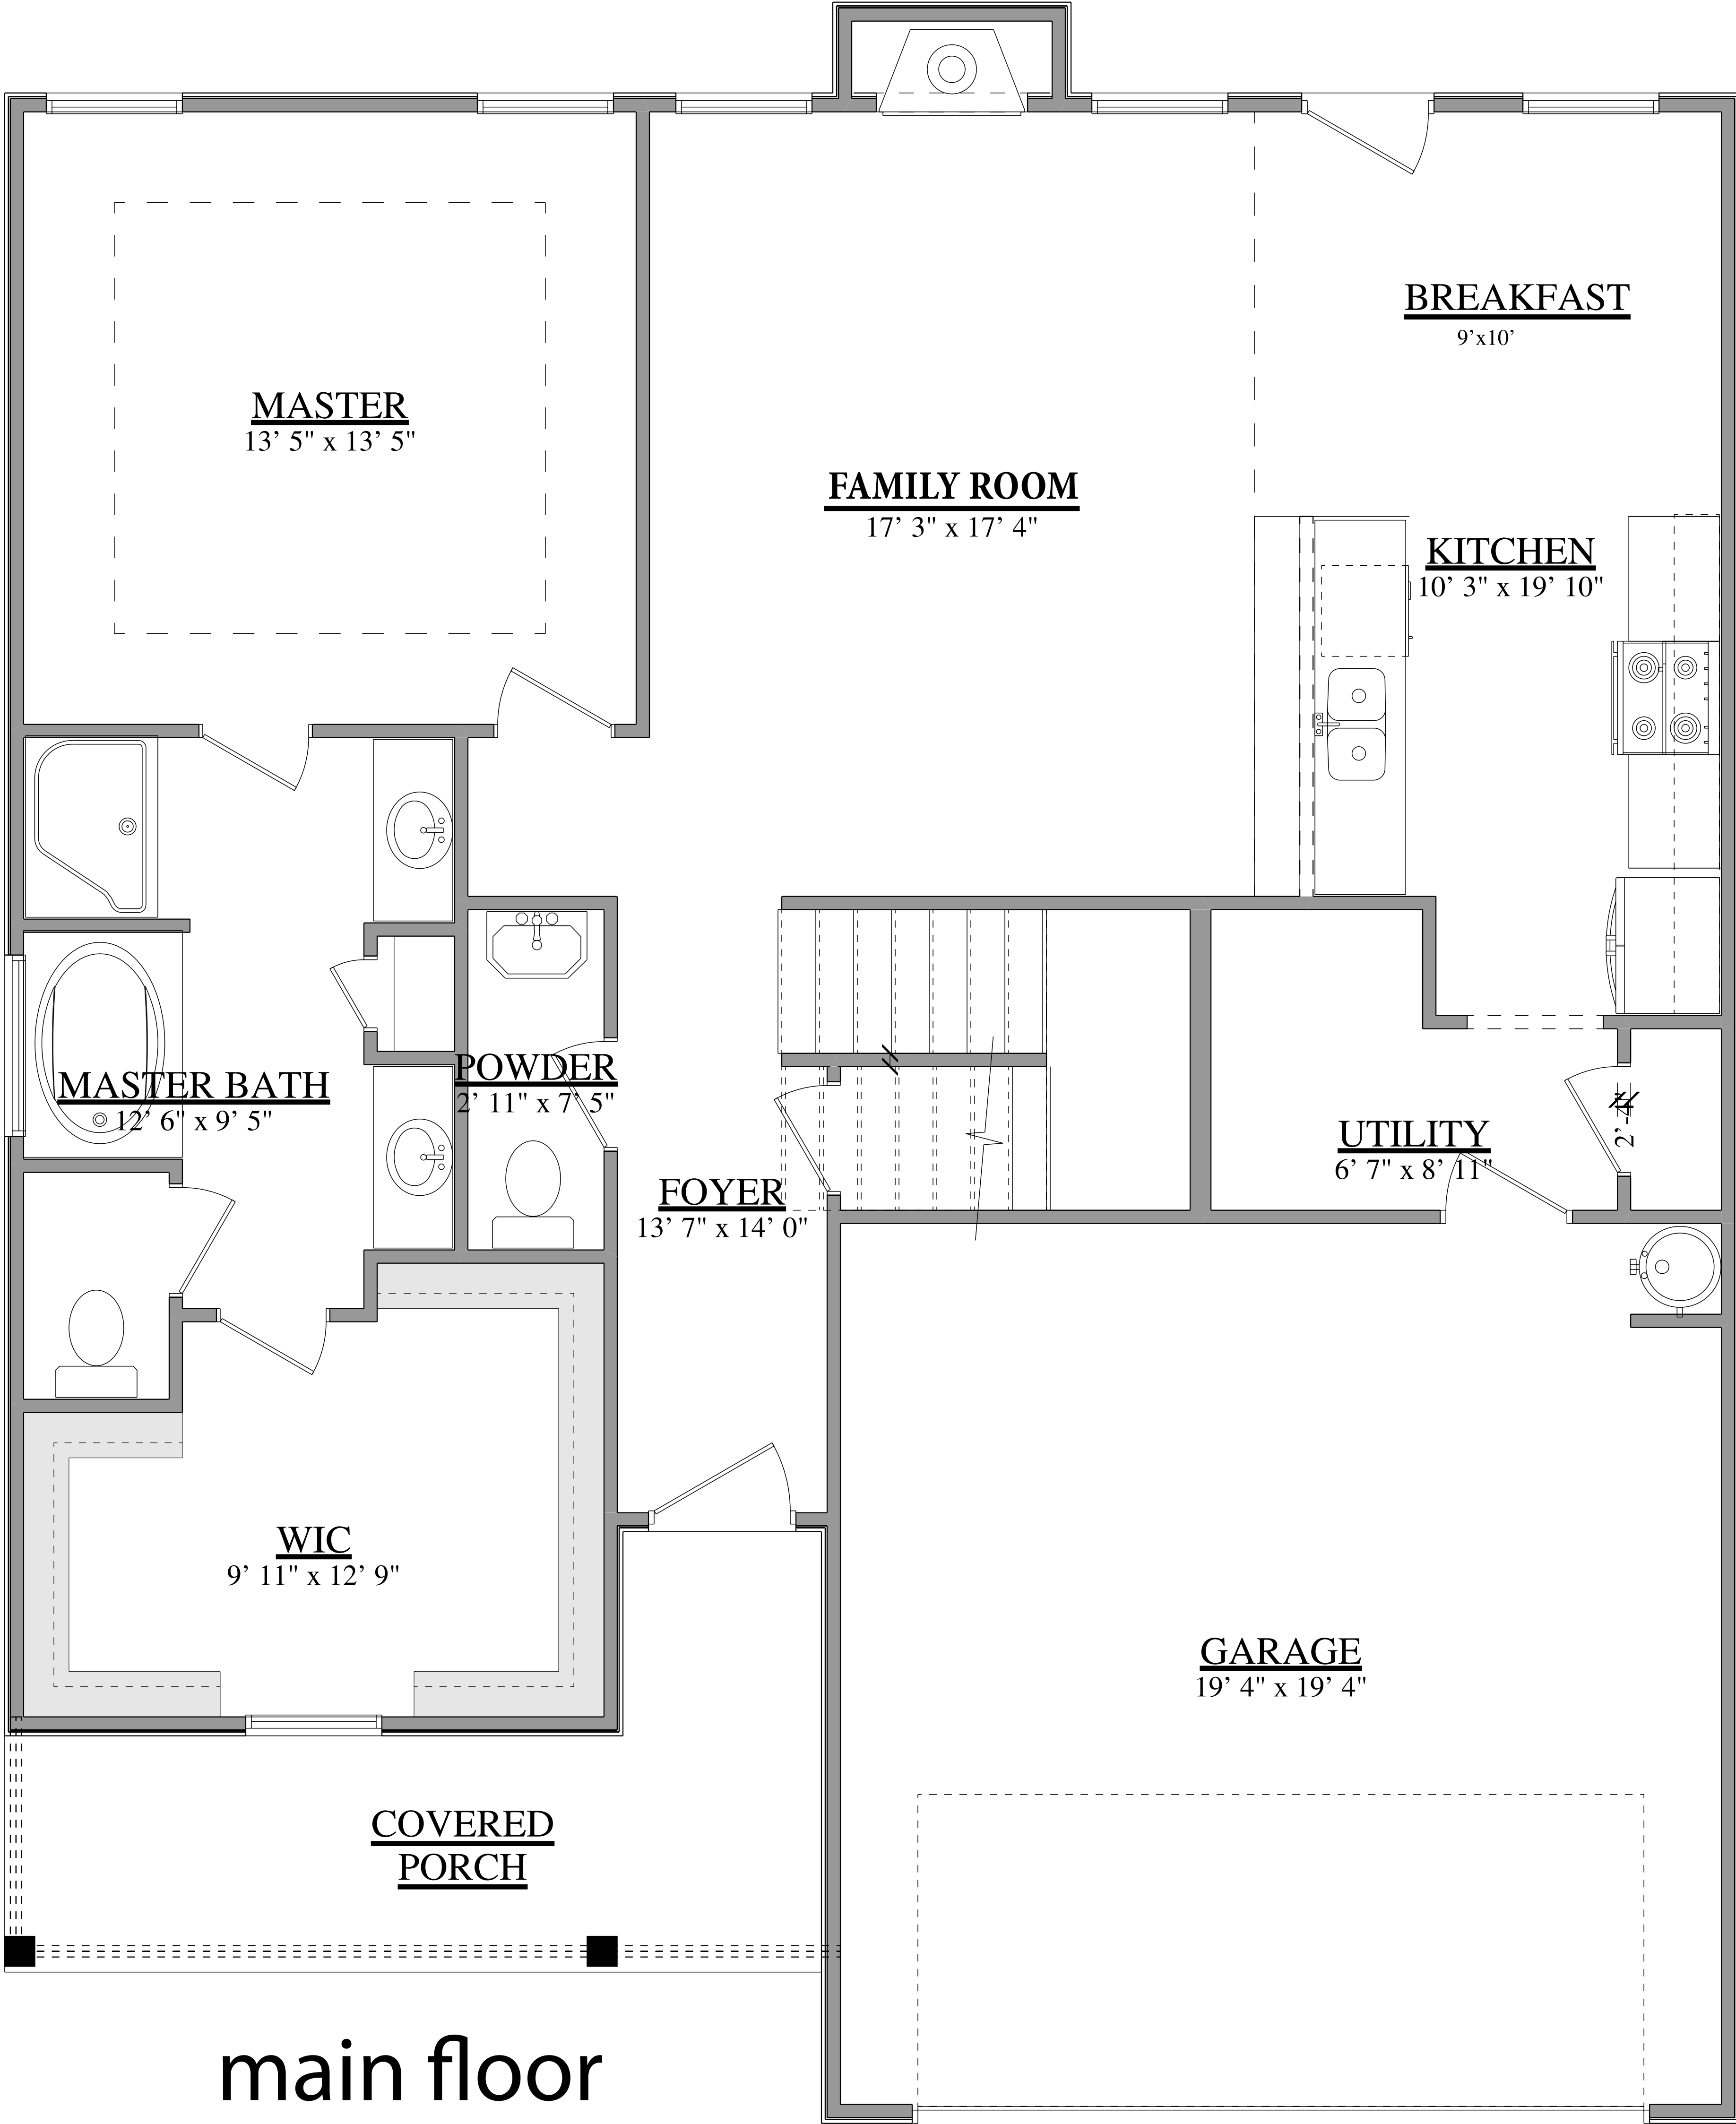 BREAKFAST
9'x10'
MASTER
13' 5" x 13' 5"
FAMILY ROOM
17' 3" x 17' 4"
KITCHEN
10' 3" x 19' 10"
MASTER BATH
12' 6" x 9' 5"
POWDER
2' 11" x 7' 5"
FOYER
13' 7" x 14' 0"
UTILITY
6' 7" x 8' 11"
2'-4"
WIC
9' 11" x 12' 9"
GARAGE
19' 4" x 19' 4"
COVERED
PORCH
main floor